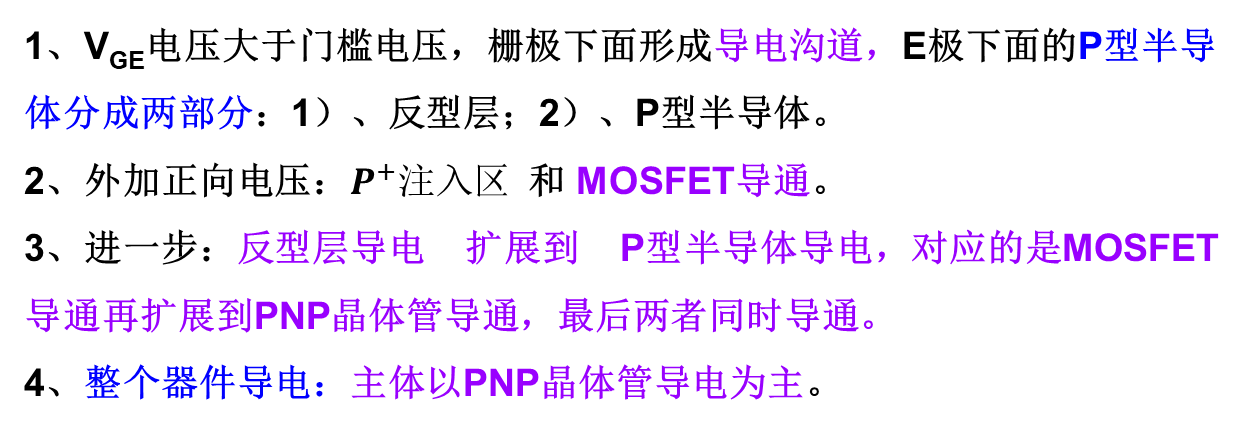 1、VGE电压大于门槛电压，栅极下面形成导电沟道，E极下面的P型半导
体分成两部分：1）、反型层；2）、P型半导体。
2、外加正向电压：P⁺注入区 和 MOSFET导通。
3、进一步：反型层导电 扩展到 P型半导体导电，对应的是MOSFET
导通再扩展到PNP晶体管导通，最后两者同时导通。
4、整个器件导电：主体以PNP晶体管导电为主。